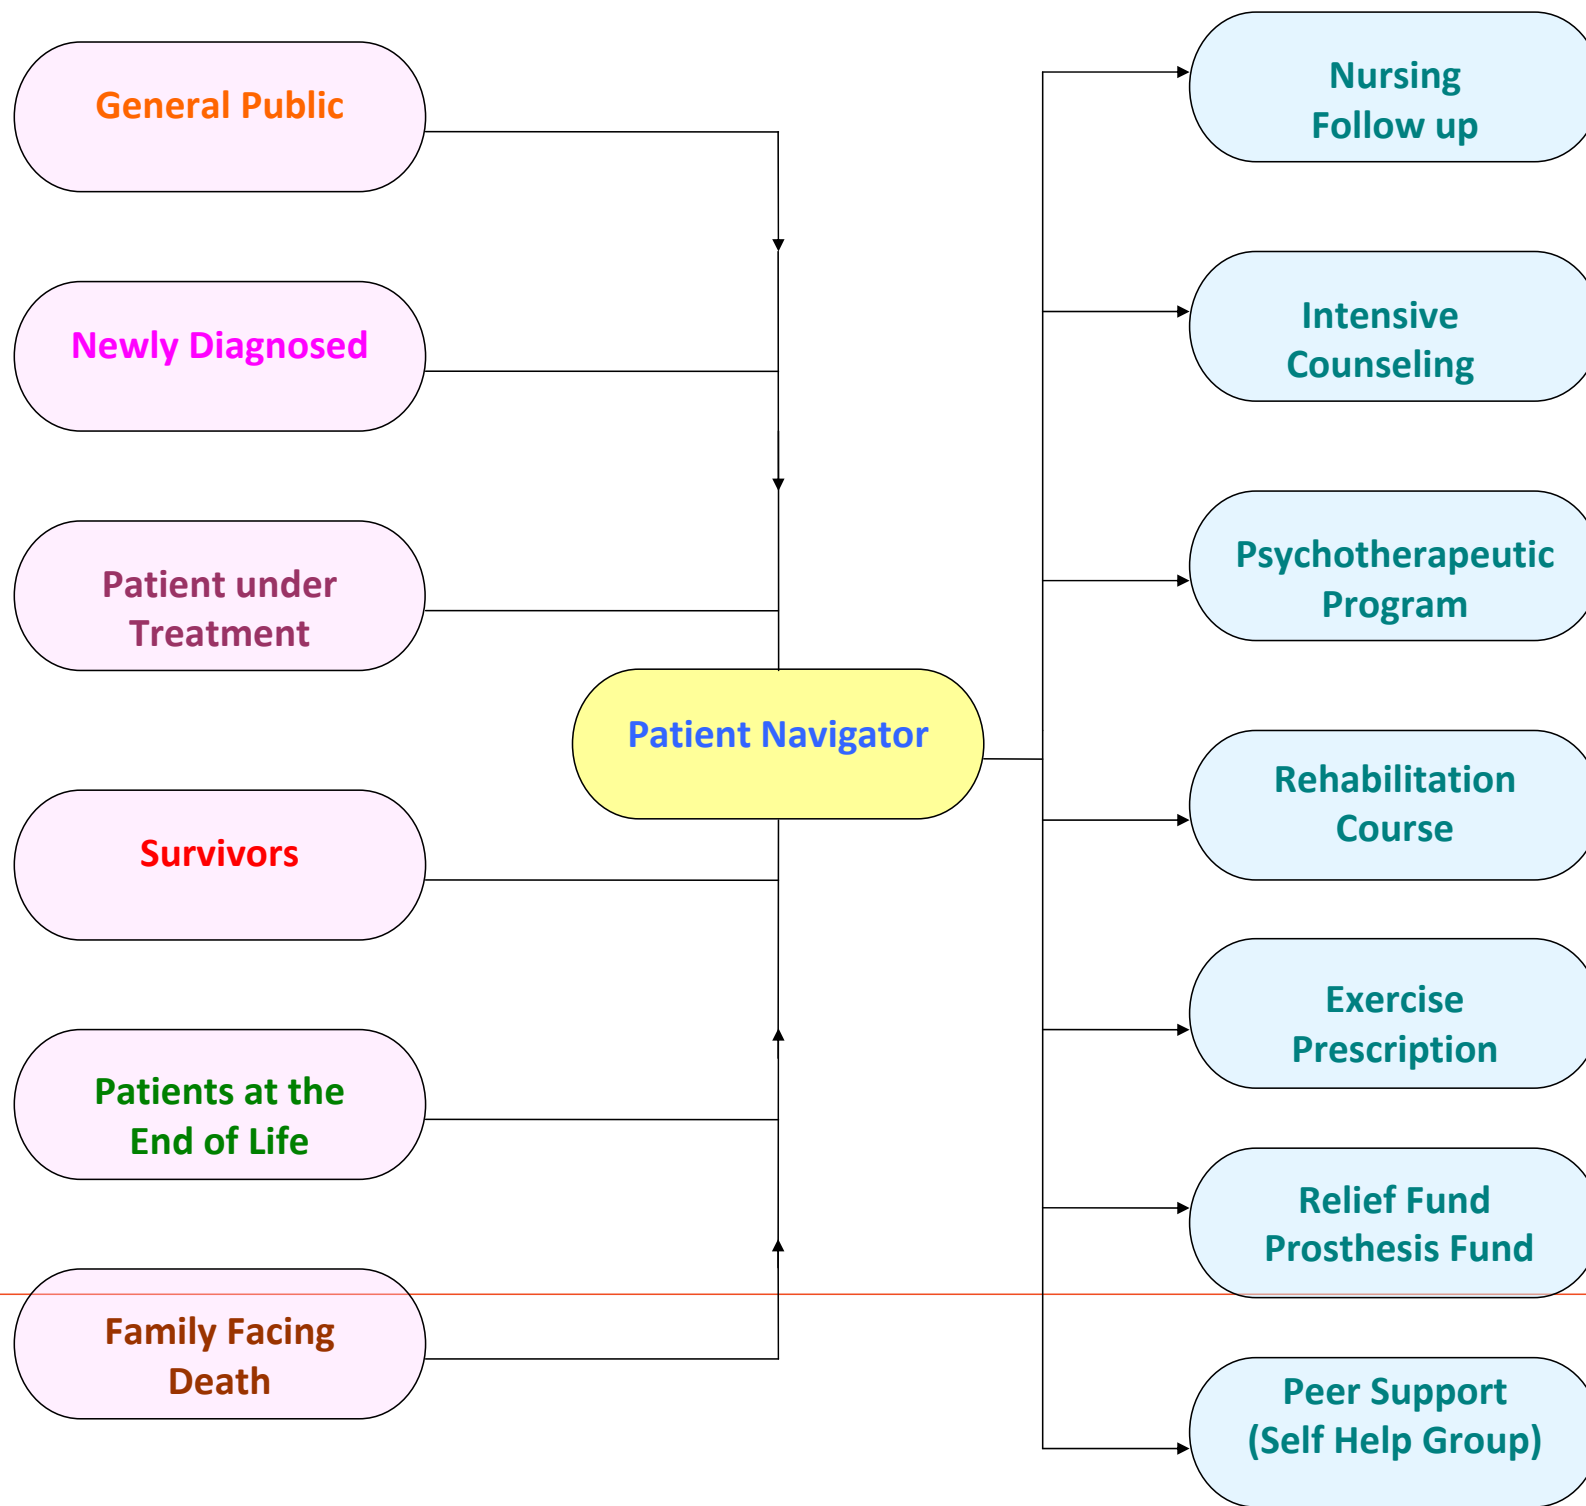 General Public
Newly Diagnosed
Patient under
Treatment
Survivors
Patients at the
End of Life
Family Facing
Death
Patient Navigator
Nursing
Follow up
Intensive
Counseling
Psychotherapeutic
Program
Rehabilitation
Course
Exercise
Prescription
Relief Fund
Prosthesis Fund
Peer Support
(Self Help Group)